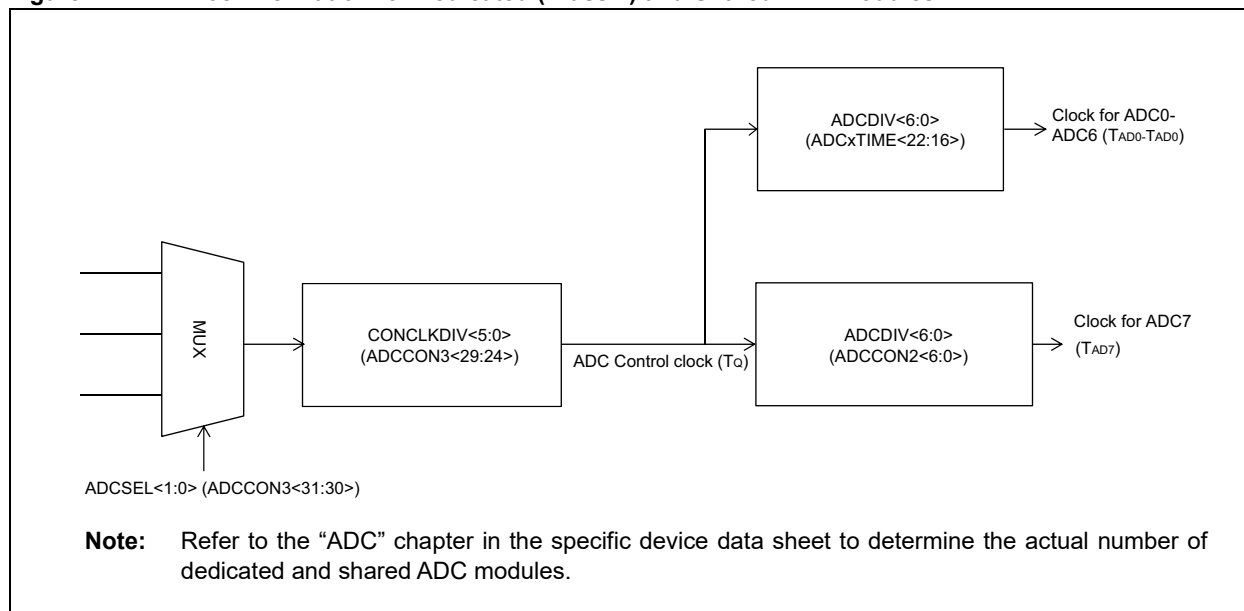 ADCDIV<6:0>
(ADCxTIME<22:16>)
Clock for ADC0-
ADC6 (TAD0-TAD0)
MUX
CONCLKDIV<5:0>
(ADCCON3<29:24>)
ADC Control clock (TQ)
ADCDIV<6:0>
(ADCCON2<6:0>)
Clock for ADC7
(TAD7)
ADCSEL<1:0> (ADCCON3<31:30>)
Note: Refer to the “ADC” chapter in the specific device data sheet to determine the actual number of
dedicated and shared ADC modules.